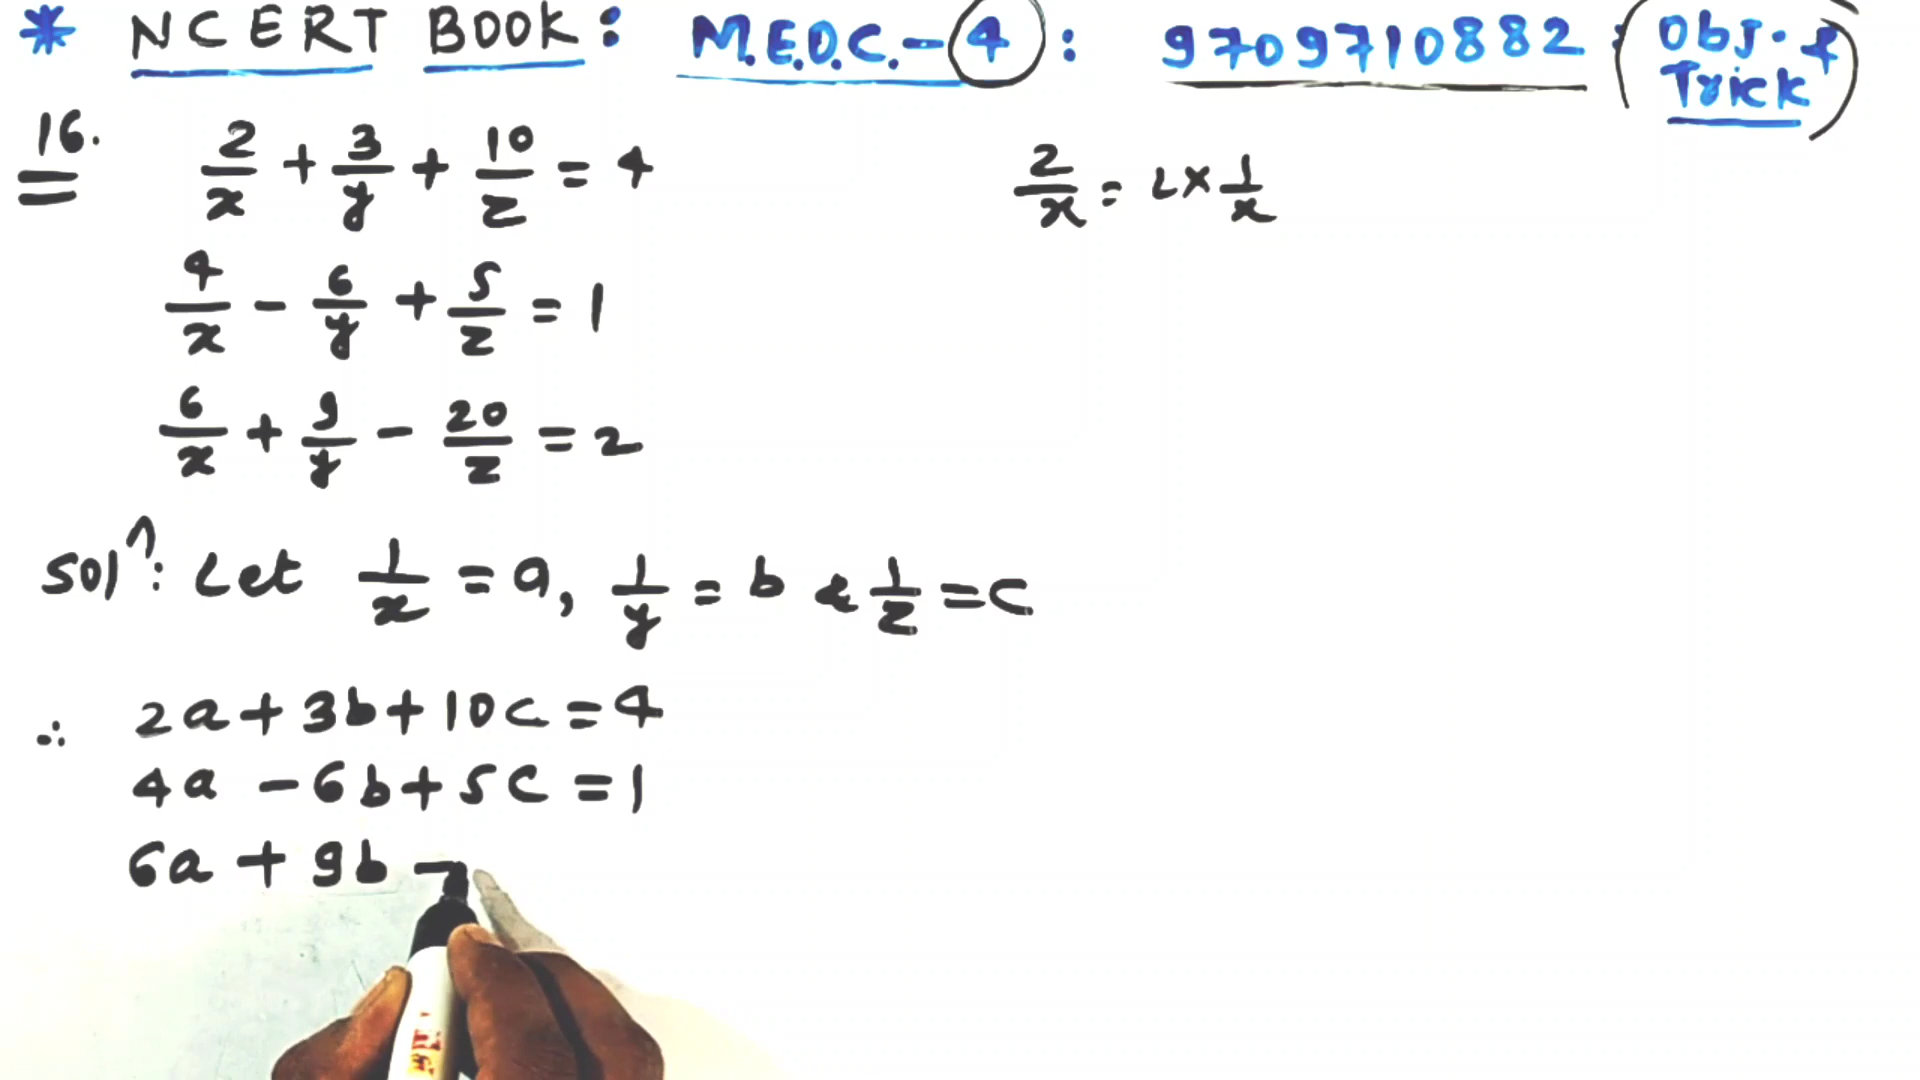 * NCERT BOOK: M.E.O.C.-4: 9709710882: Obj. &
Trick
16. 2/x + 3/y + 10/z = 4
2/x = 2 × 1/x
4/x - 6/y + 5/z = 1
6/x + 9/y - 20/z = 2
Solⁿ: Let 1/x = a, 1/y = b & 1/z = c
∴ 2a + 3b + 10c = 4
4a - 6b + 5c = 1
6a + 9b -